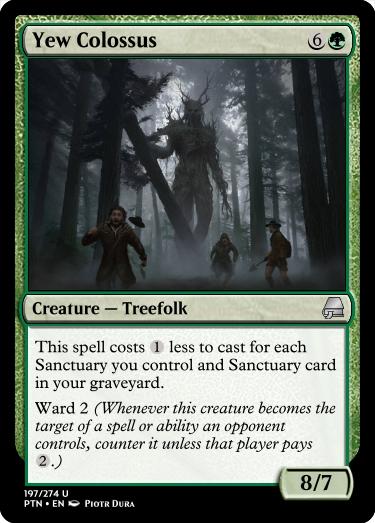 Yew Colossus 6
Creature — Treefolk
This spell costs 1 less to cast for each
Sanctuary you control and Sanctuary card
in your graveyard.
Ward 2 (Whenever this creature becomes the
target of a spell or ability an opponent
controls, counter it unless that player pays
2.)
8/7
197/274 U
PTN • EN Piotr Dura